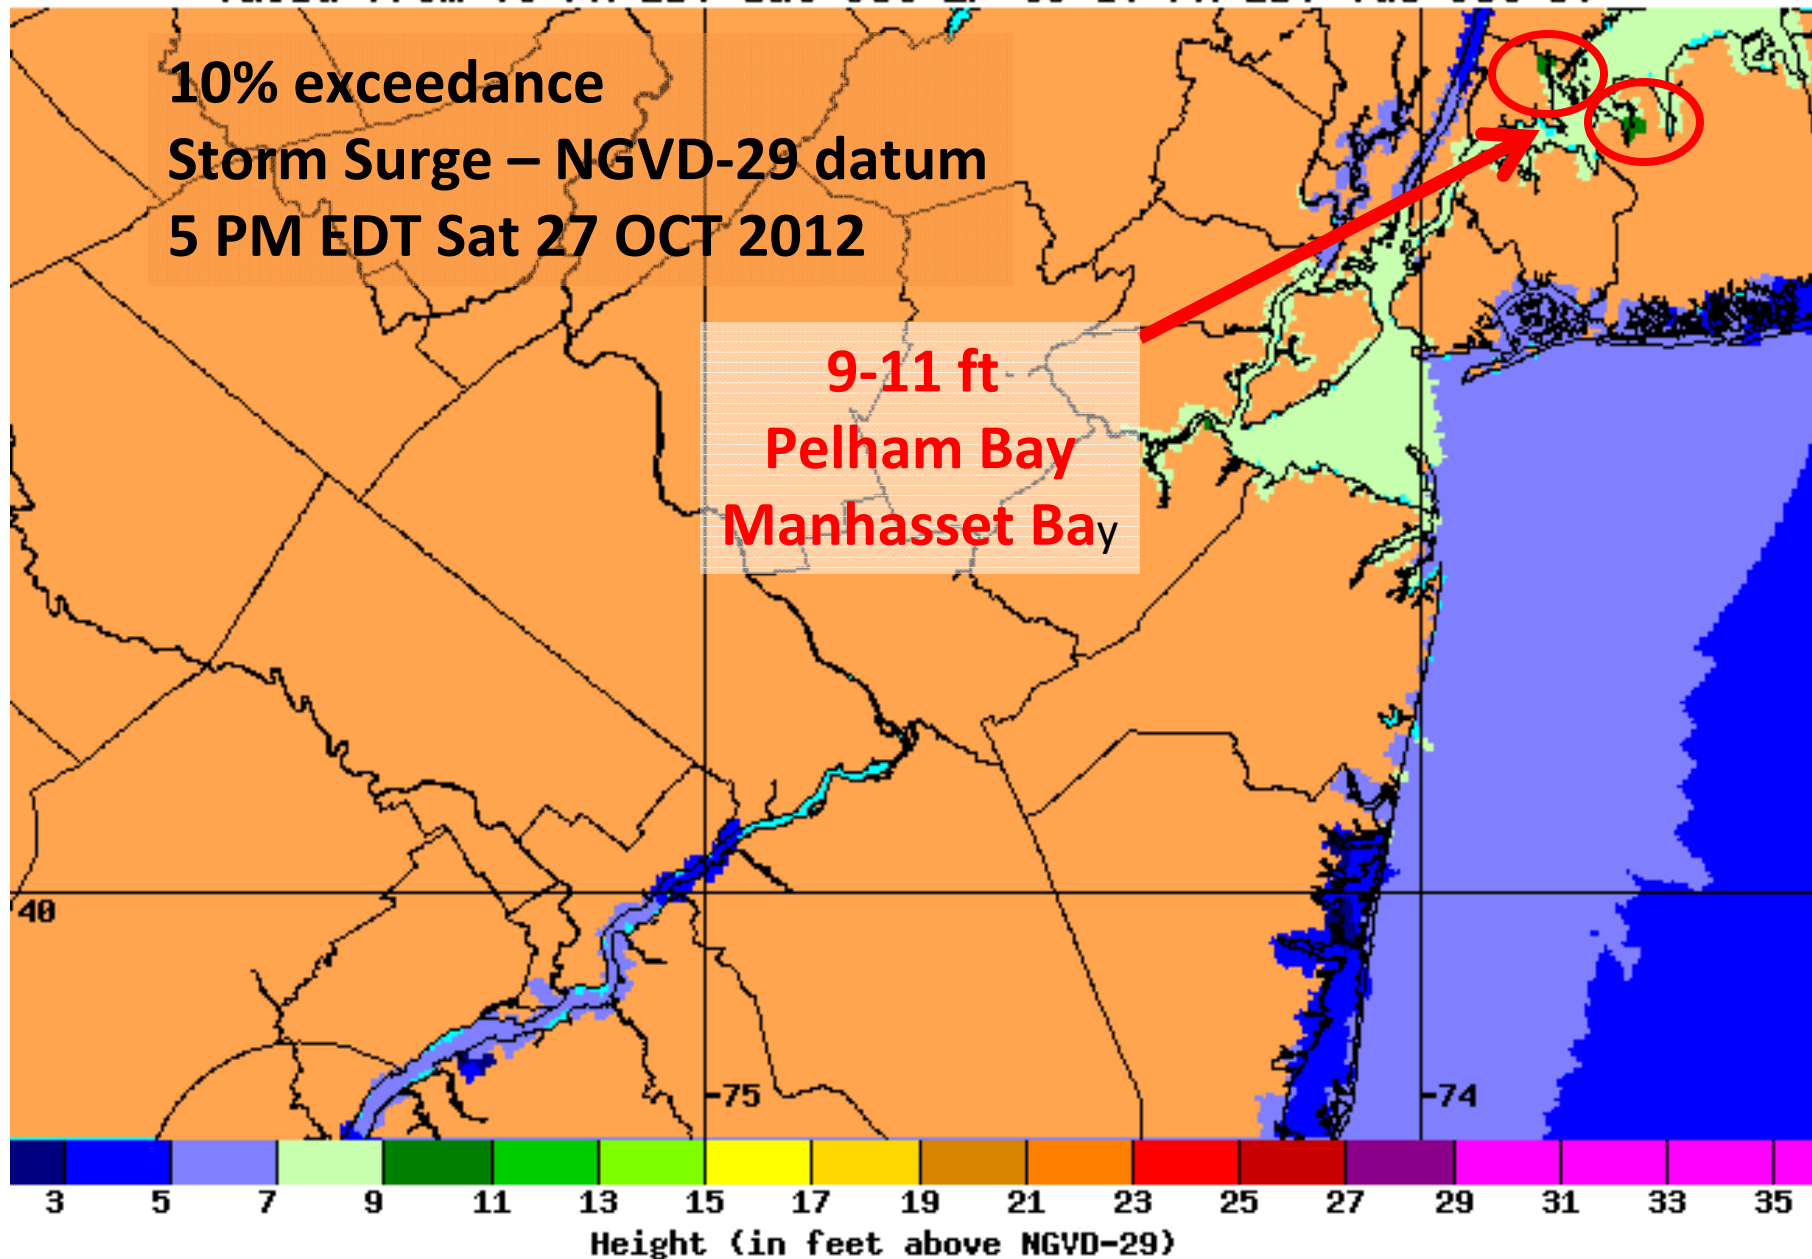 10% exceedance
Storm Surge – NGVD-29 datum
5 PM EDT Sat 27 OCT 2012
9-11 ft
Pelham Bay
Manhasset Bay
40
-75
-74
3 5 7 9 11 13 15 17 19 21 23 25 27 29 31 33 35
Height (in feet above NGVD-29)